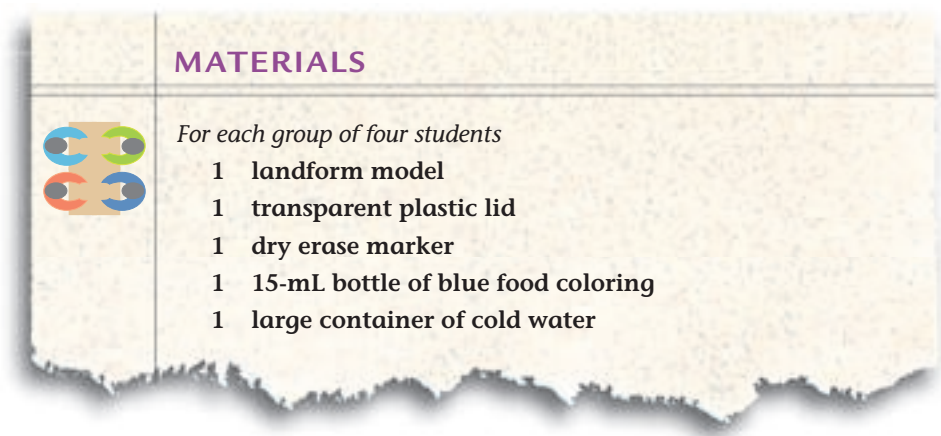 MATERIALS
For each group of four students
1 landform model
1 transparent plastic lid
1 dry erase marker
1 15-mL bottle of blue food coloring
1 large container of cold water